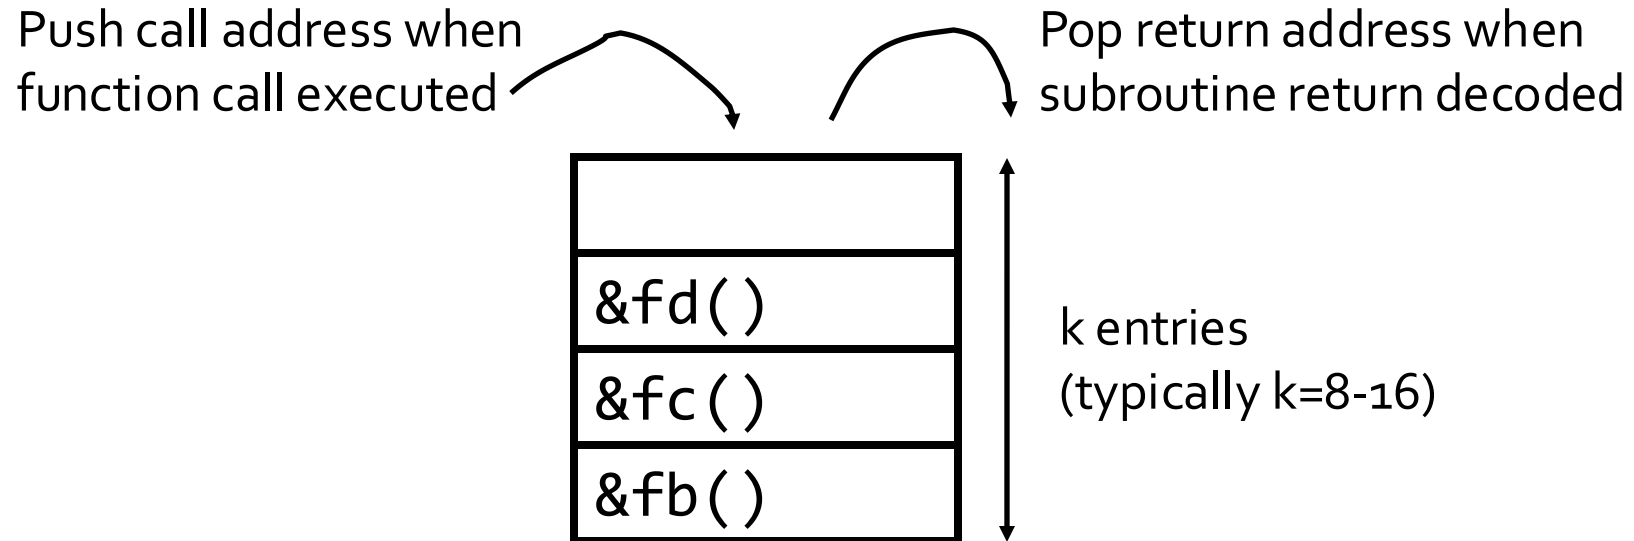 Push call address when
function call executed
Pop return address when
subroutine return decoded
&fd()
&fc()
&fb()
k entries
(typically k=8-16)